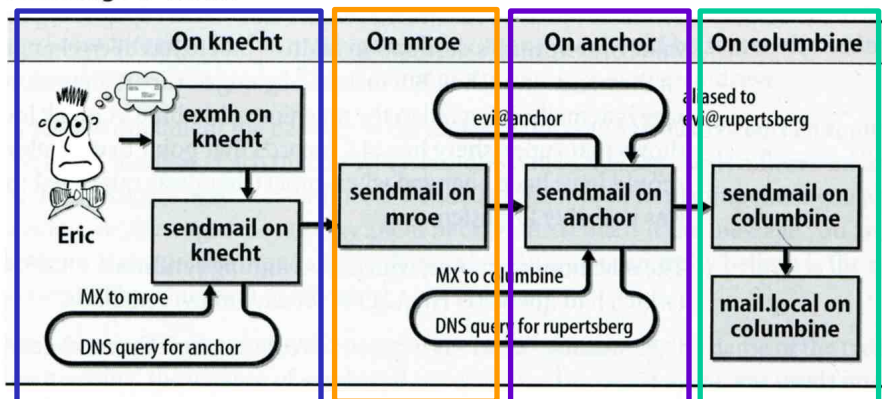 On knecht
On mroe
On anchor
On columbine
exmh on
knecht
Eric
sendmail on
knecht
MX to mroe
DNS query for anchor
sendmail on
mroe
evi@anchor
sendmail on
anchor
MX to columbine
DNS query for rupertsberg
aliased to
evi@rupertsberg
sendmail on
columbine
mail.local on
columbine